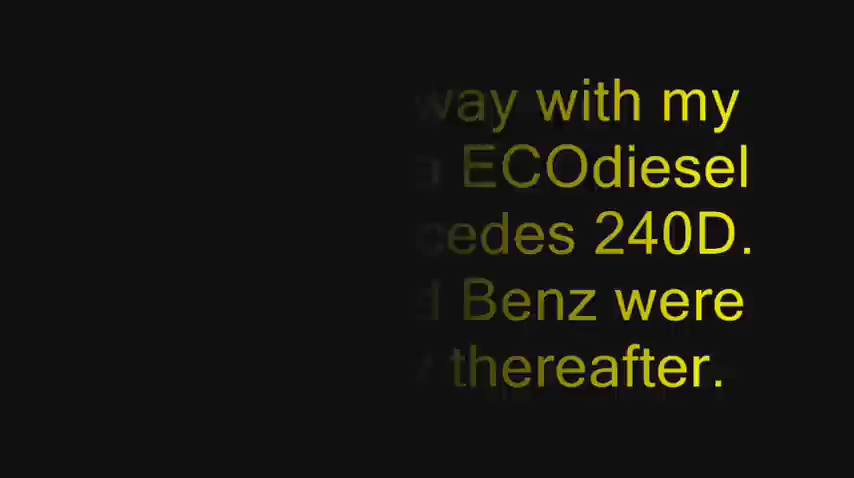 way with my
a ECOdiesel
cedes 240D.
d Benz were
thereafter.